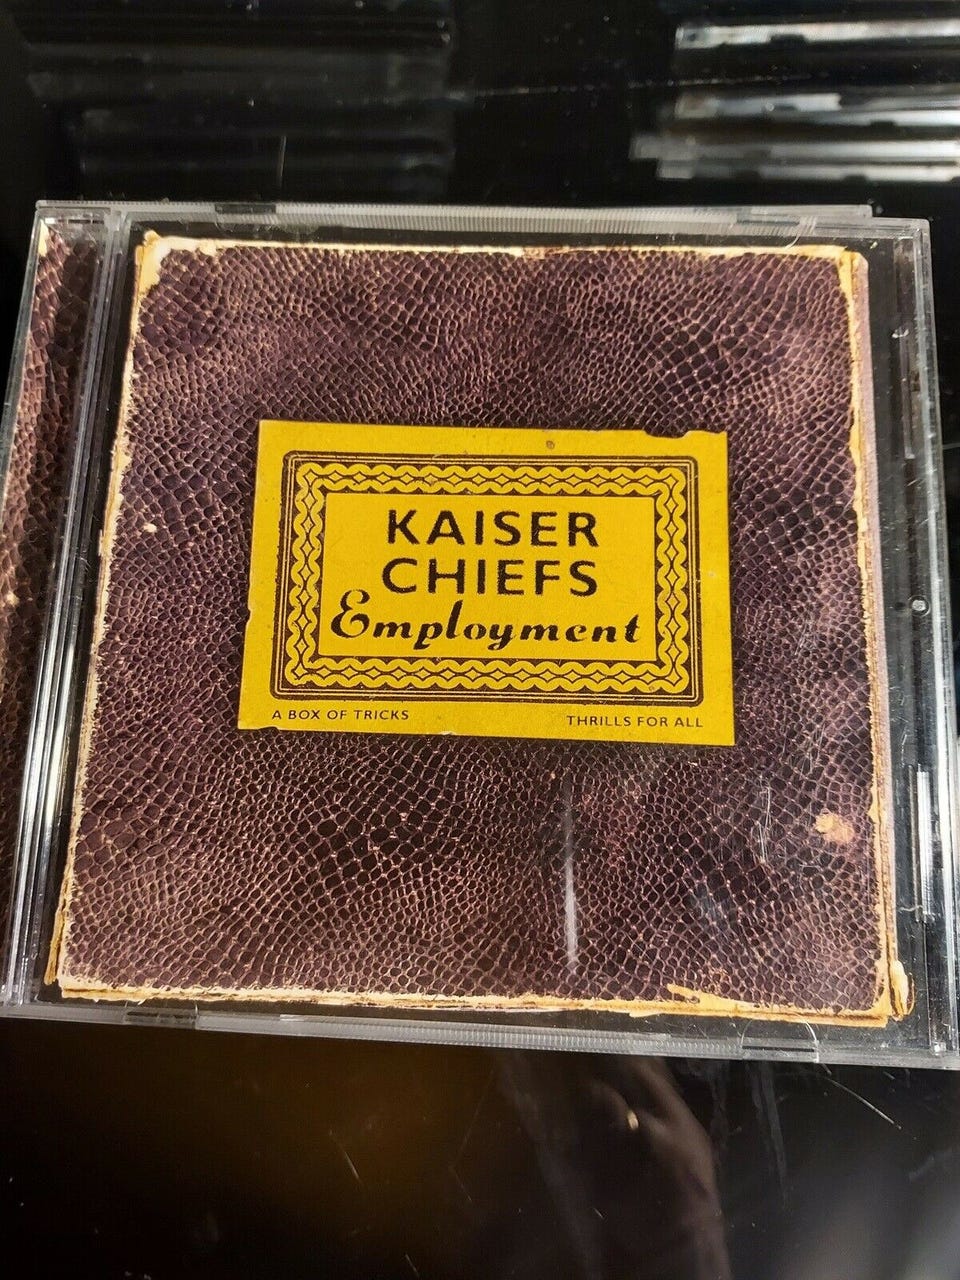 KAISER
CHIEFS
Employment
A BOX OF TRICKS
THRILLS FOR ALL